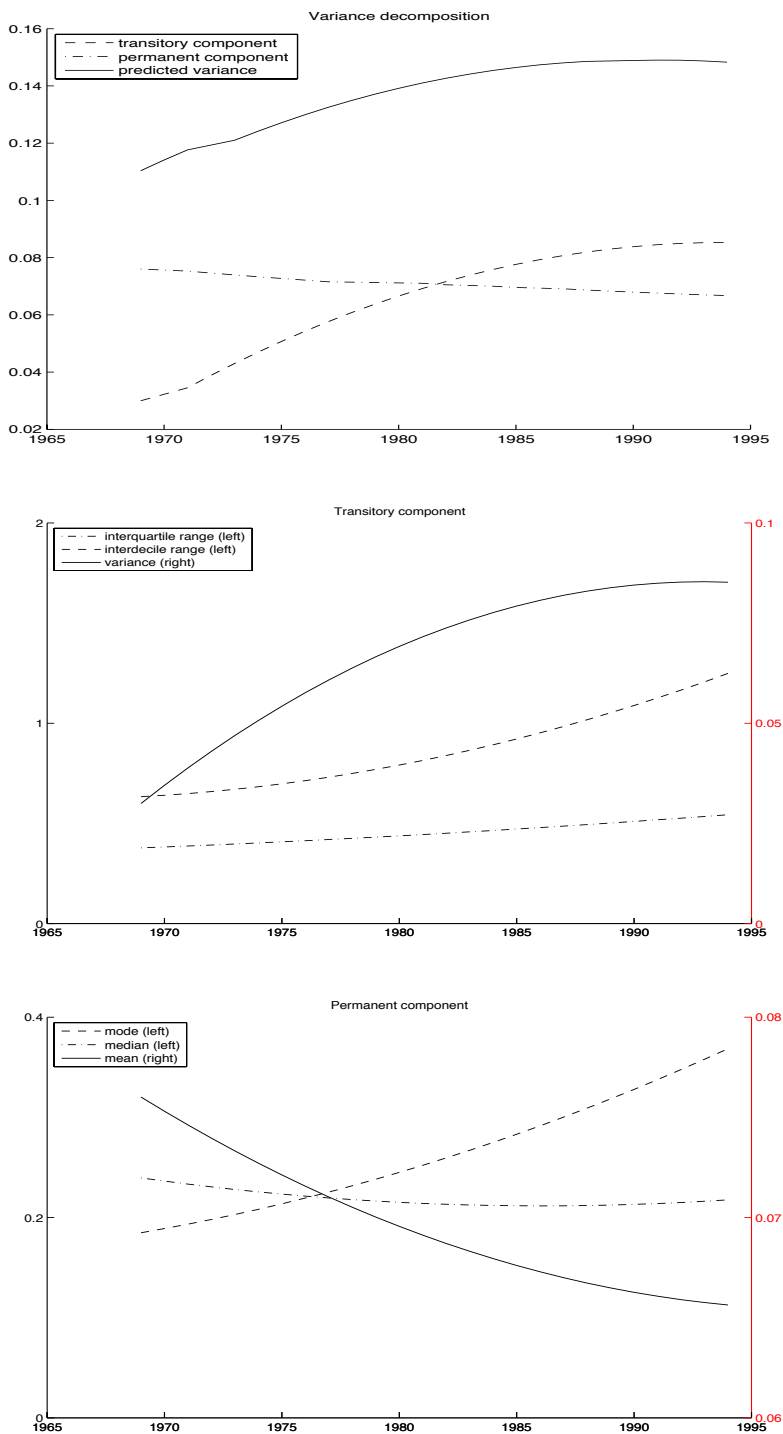 Variance decomposition
0.16
transitory component
permanent component
predicted variance
0.14
0.12
0.1
0.08
0.06
0.04
0.02
1965 1970 1975 1980 1985 1990 1995
Transitory component
2 0.1
interquartile range (left)
interdecile range (left)
variance (right)
1 0.05
0 0
1965 1970 1975 1980 1985 1990 1995
Permanent component
0.4 0.08
mode (left)
median (left)
mean (right)
0.2 0.07
0 0.06
1965 1970 1975 1980 1985 1990 1995